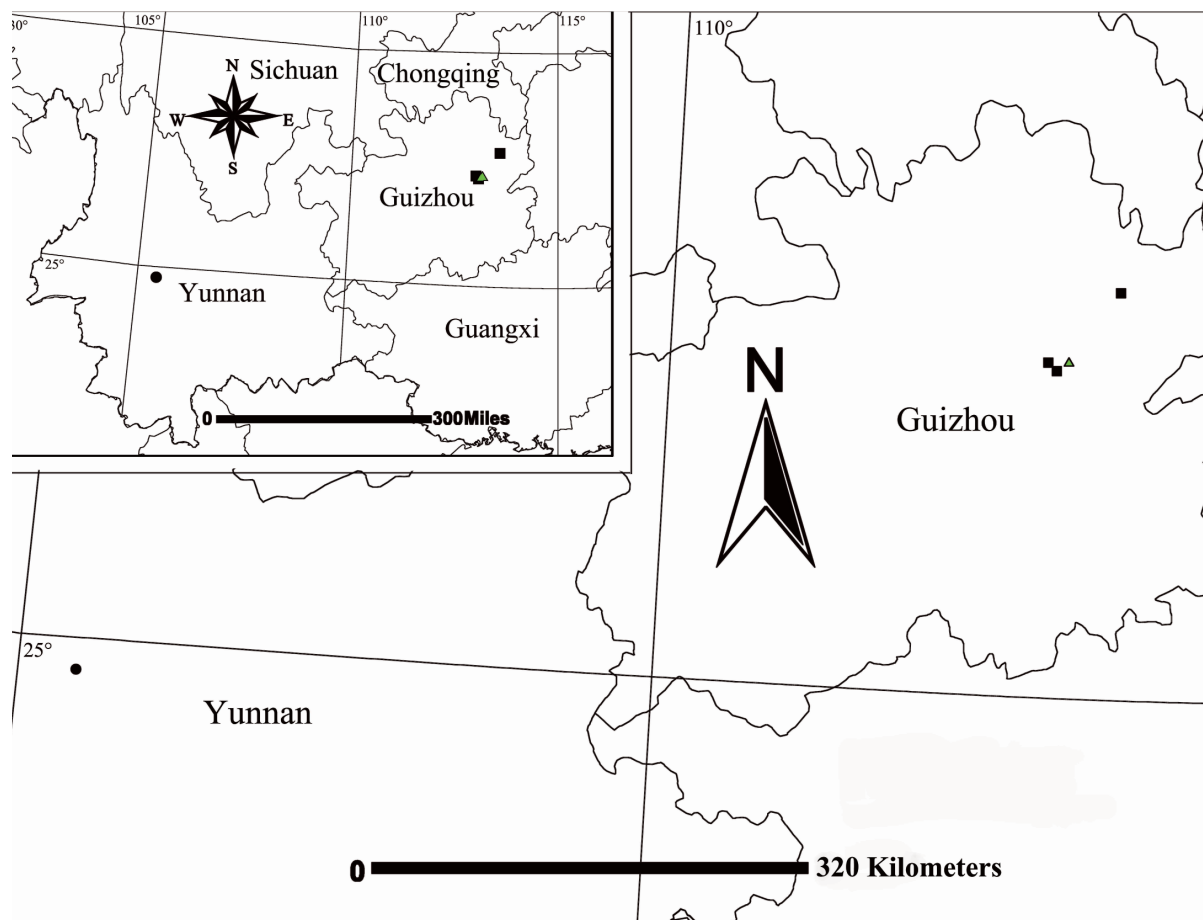 105°
110°
115°
110°
N
Sichuan
Chongqing
W
E
S
Guizhou
25°
Yunnan
Guangxi
0
300Miles
N
Guizhou
25°
Yunnan
0
320 Kilometers